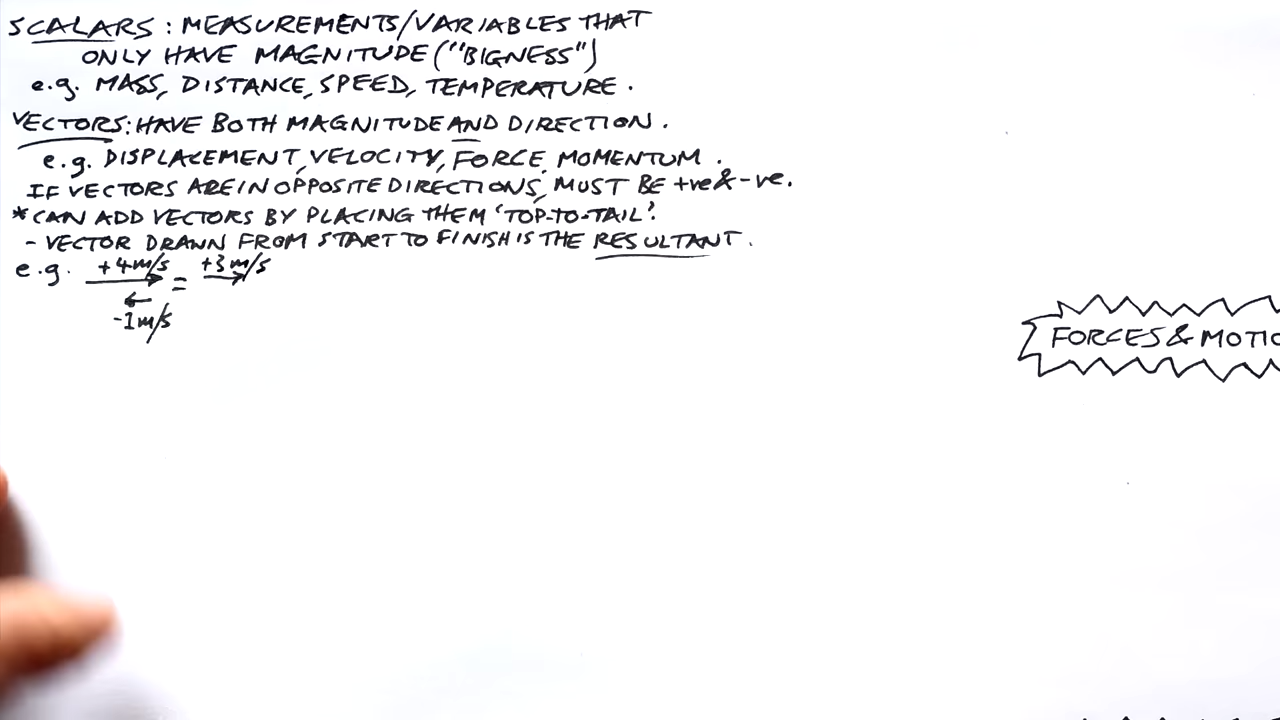 SCALARS : MEASUREMENTS/VARIABLES THAT
ONLY HAVE MAGNITUDE ("BIGNESS")
e.g. MASS, DISTANCE, SPEED, TEMPERATURE.
VECTORS: HAVE BOTH MAGNITUDE AND DIRECTION.
e.g. DISPLACEMENT, VELOCITY, FORCE, MOMENTUM.
IF VECTORS ARE IN OPPOSITE DIRECTIONS, MUST BE +ve & -ve.
*CAN ADD VECTORS BY PLACING THEM 'TOP-TO-TAIL'.
- VECTOR DRAWN FROM START TO FINISH IS THE RESULTANT.
e.g. +4m/s = +3m/s
-1m/s
FORCES & MOTIO